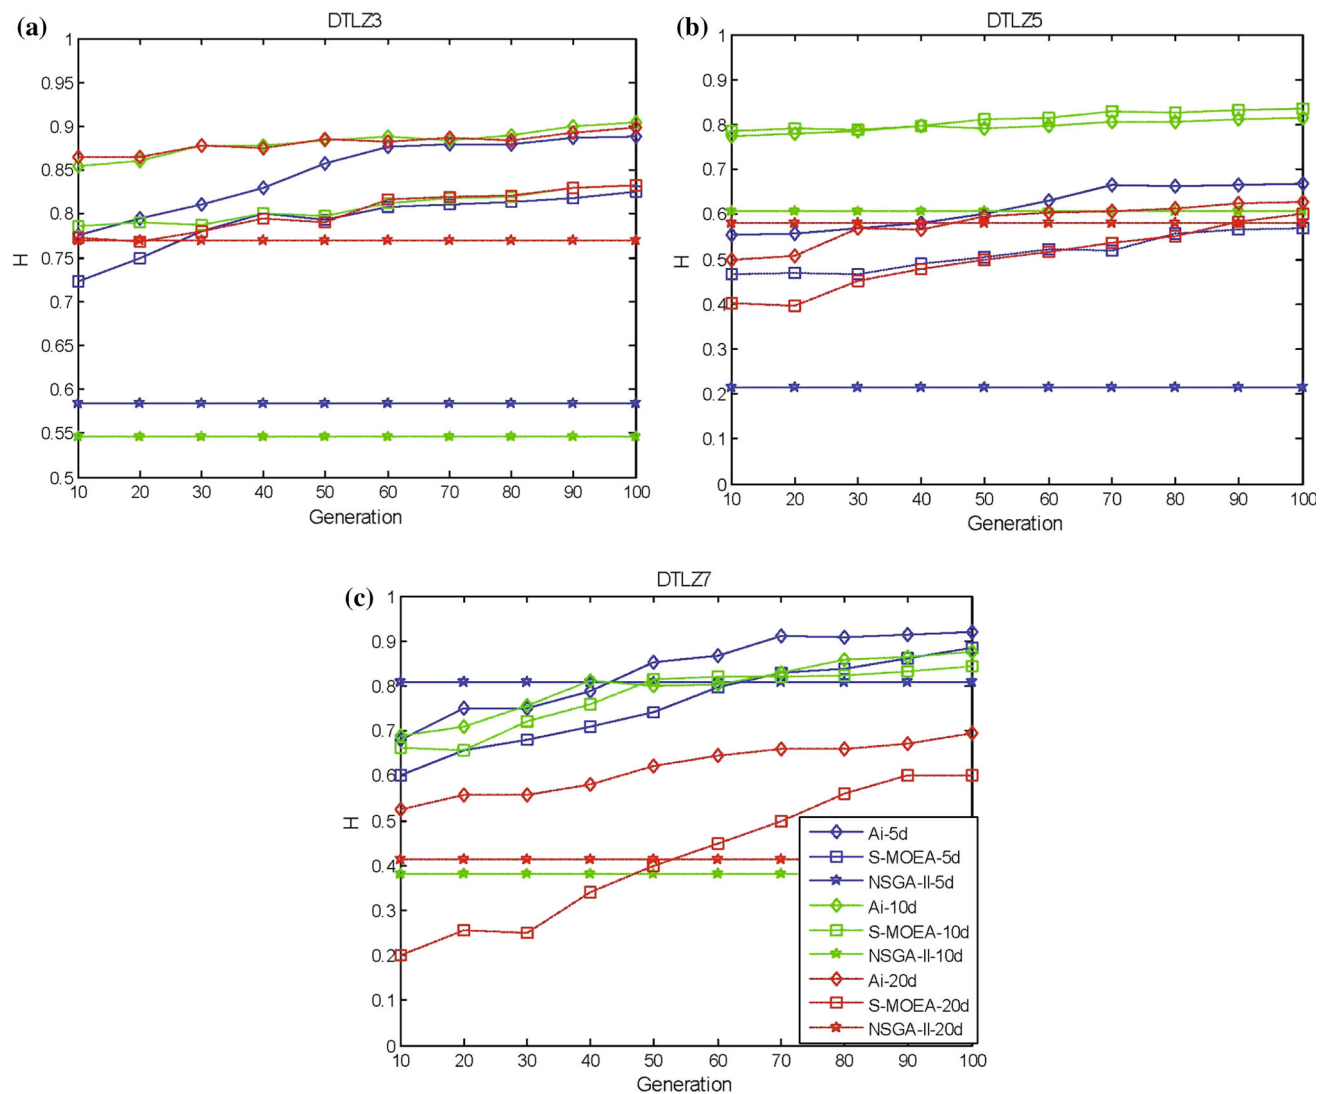 (a)
DTLZ3
1
0.95
0.9
0.85
0.8
0.75
0.7
0.65
0.6
0.55
0.5
H
10 20 30 40 50 60 70 80 90 100
Generation
(b)
DTLZ5
1
0.9
0.8
0.7
0.6
0.5
0.4
0.3
0.2
0.1
0
H
10 20 30 40 50 60 70 80 90 100
Generation
(c)
DTLZ7
1
0.9
0.8
0.7
0.6
0.5
0.4
0.3
0.2
0.1
0
H
10 20 30 40 50 60 70 80 90 100
Generation
Ai-5d
S-MOEA-5d
NSGA-II-5d
Ai-10d
S-MOEA-10d
NSGA-II-10d
Ai-20d
S-MOEA-20d
NSGA-II-20d